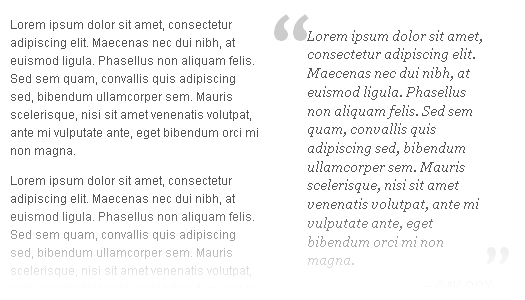 Lorem ipsum dolor sit amet, consectetur
adipiscing elit. Maecenas nec dui nibh, at
euismod ligula. Phasellus non aliquam felis.
Sed sem quam, convallis quis adipiscing
sed, bibendum ullamcorper sem. Mauris
scelerisque, nisi sit amet venenatis volutpat,
ante mi vulputate ante, eget bibendum orci mi
non magna.
Lorem ipsum dolor sit amet, consectetur
adipiscing elit. Maecenas nec dui nibh, at
euismod ligula. Phasellus non aliquam felis.
Sed sem quam, convallis quis adipiscing
sed, bibendum ullamcorper sem. Mauris
scelerisque, nisi sit amet venenatis volutpat,
“
Lorem ipsum dolor sit amet,
consectetur adipiscing elit.
Maecenas nec dui nibh, at
euismod ligula. Phasellus
non aliquam felis. Sed sem
quam, convallis quis
adipiscing sed, bibendum
ullamcorper sem. Mauris
scelerisque, nisi sit amet
venenatis volutpat, ante mi
vulputate ante, eget
bibendum orci mi non
magna.
”